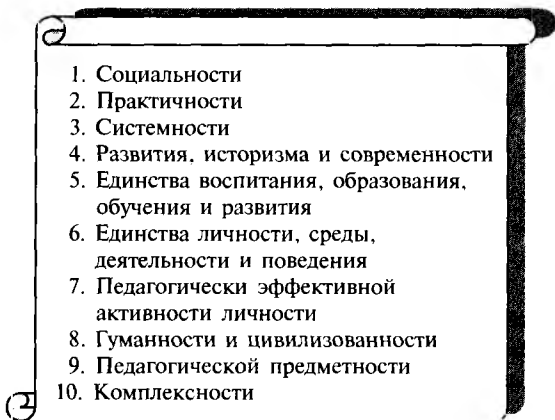 1. Социальности
2. Практичности
3. Системности
4. Развития, историзма и современности
5. Единства воспитания, образования,
обучения и развития
6. Единства личности, среды,
деятельности и поведения
7. Педагогически эффективной
активности личности
8. Гуманности и цивилизованности
9. Педагогической предметности
10. Комплексности